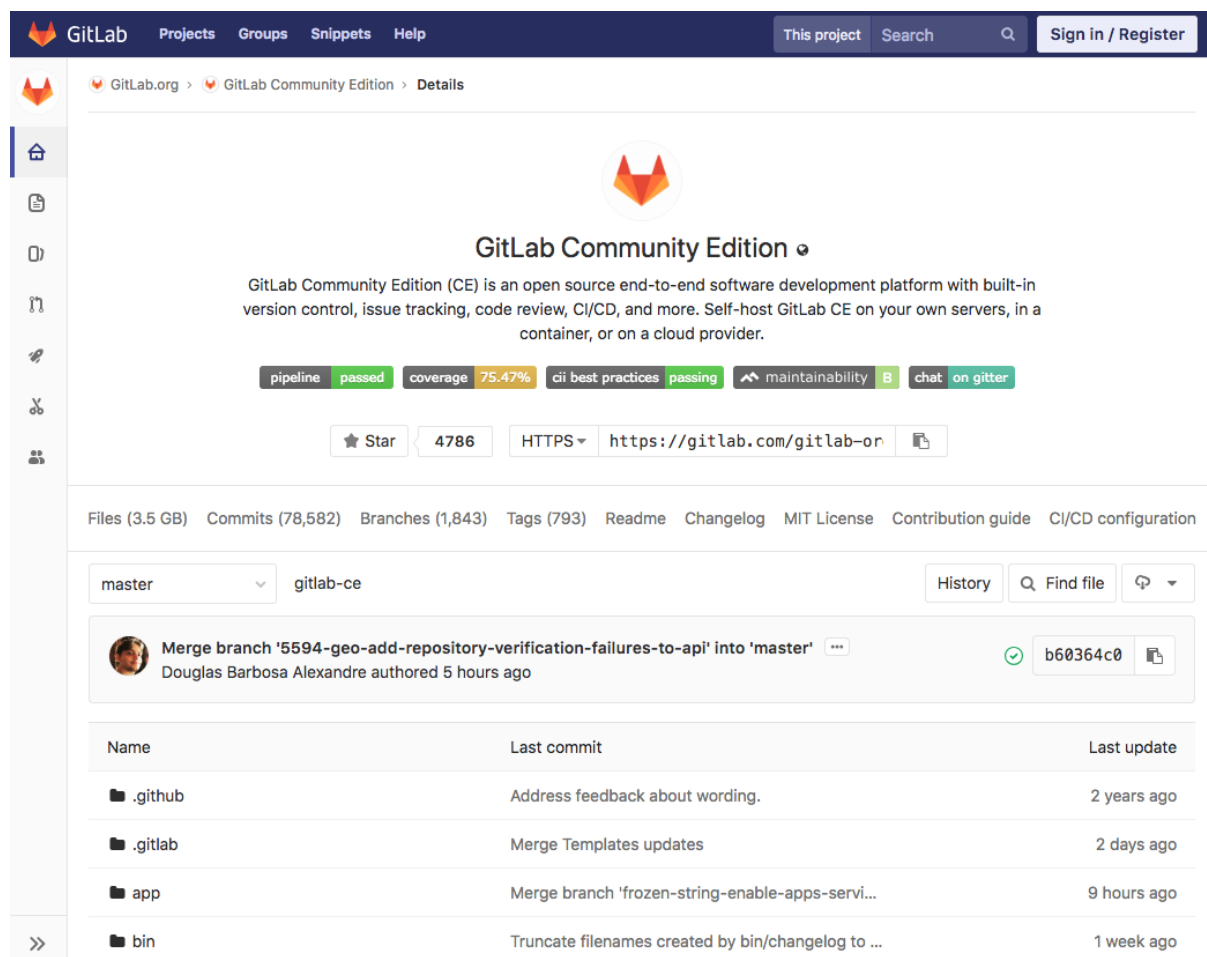 GitLab Projects Groups Snippets Help This project Search Sign in / Register
GitLab.org > GitLab Community Edition > Details
GitLab Community Edition
GitLab Community Edition (CE) is an open source end-to-end software development platform with built-in
version control, issue tracking, code review, CI/CD, and more. Self-host GitLab CE on your own servers, in a
container, or on a cloud provider.
pipeline passed coverage 75.47% cii best practices passing maintainability B chat on gitter
Star 4786 HTTPS https://gitlab.com/gitlab-or
Files (3.5 GB) Commits (78,582) Branches (1,843) Tags (793) Readme Changelog MIT License Contribution guide CI/CD configuration
master gitlab-ce History Find file
Merge branch '5594-geo-add-repository-verification-failures-to-api' into 'master' ...
Douglas Barbosa Alexandre authored 5 hours ago b60364c0
Name Last commit Last update
.github Address feedback about wording. 2 years ago
.gitlab Merge Templates updates 2 days ago
app Merge branch 'frozen-string-enable-apps-servi... 9 hours ago
bin Truncate filenames created by bin/changelog to ... 1 week ago